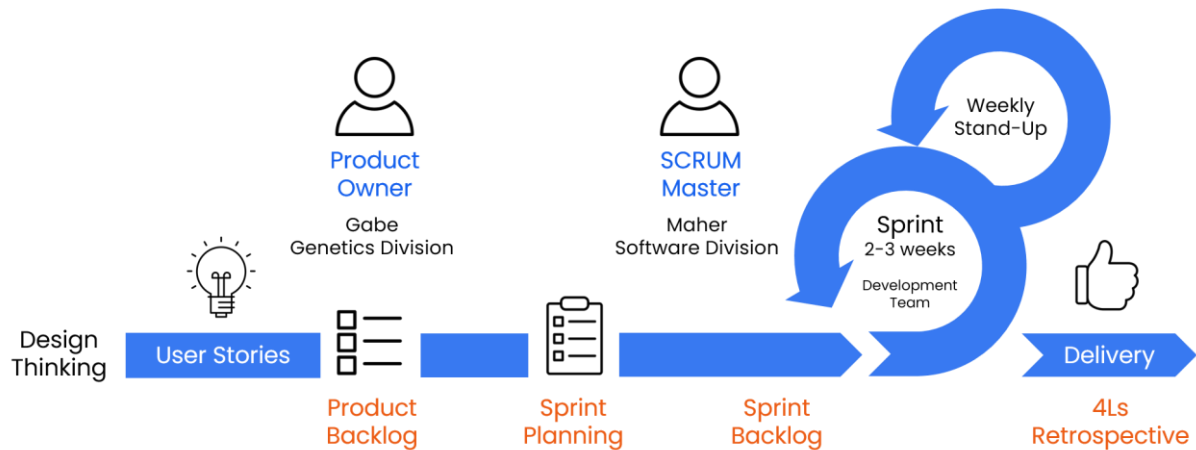 Product
Owner
Gabe
Genetics Division
SCRUM
Master
Maher
Software Division
Weekly
Stand-Up
Sprint
2-3 weeks
Development
Team
Design
Thinking
User Stories
Delivery
Product
Backlog
Sprint
Planning
Sprint
Backlog
4Ls
Retrospective